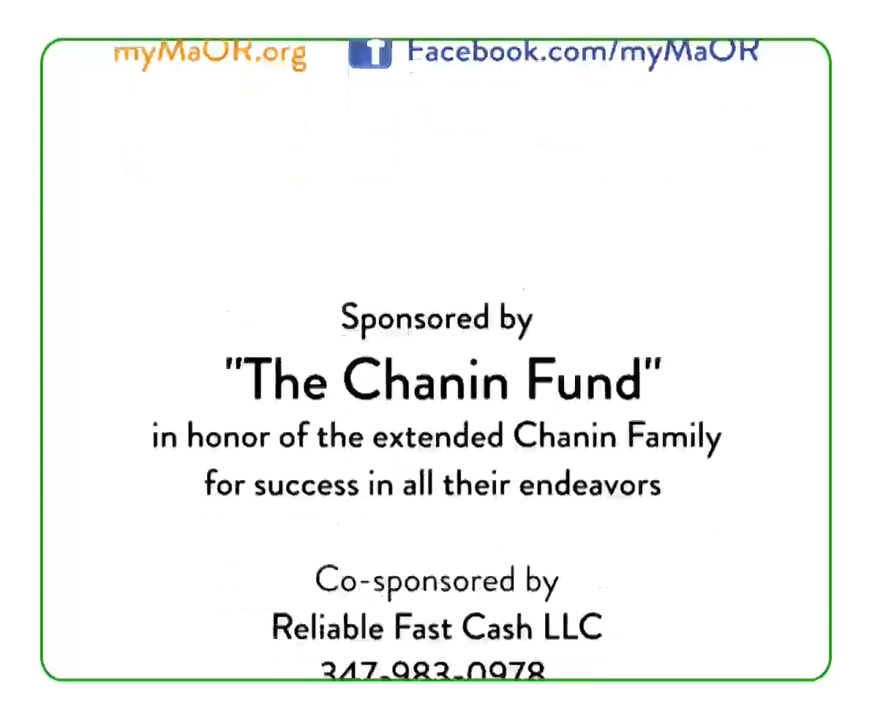 myMaOR.org Facebook.com/myMaOR
Sponsored by
"The Chanin Fund"
in honor of the extended Chanin Family
for success in all their endeavors
Co-sponsored by
Reliable Fast Cash LLC
347-983-0978